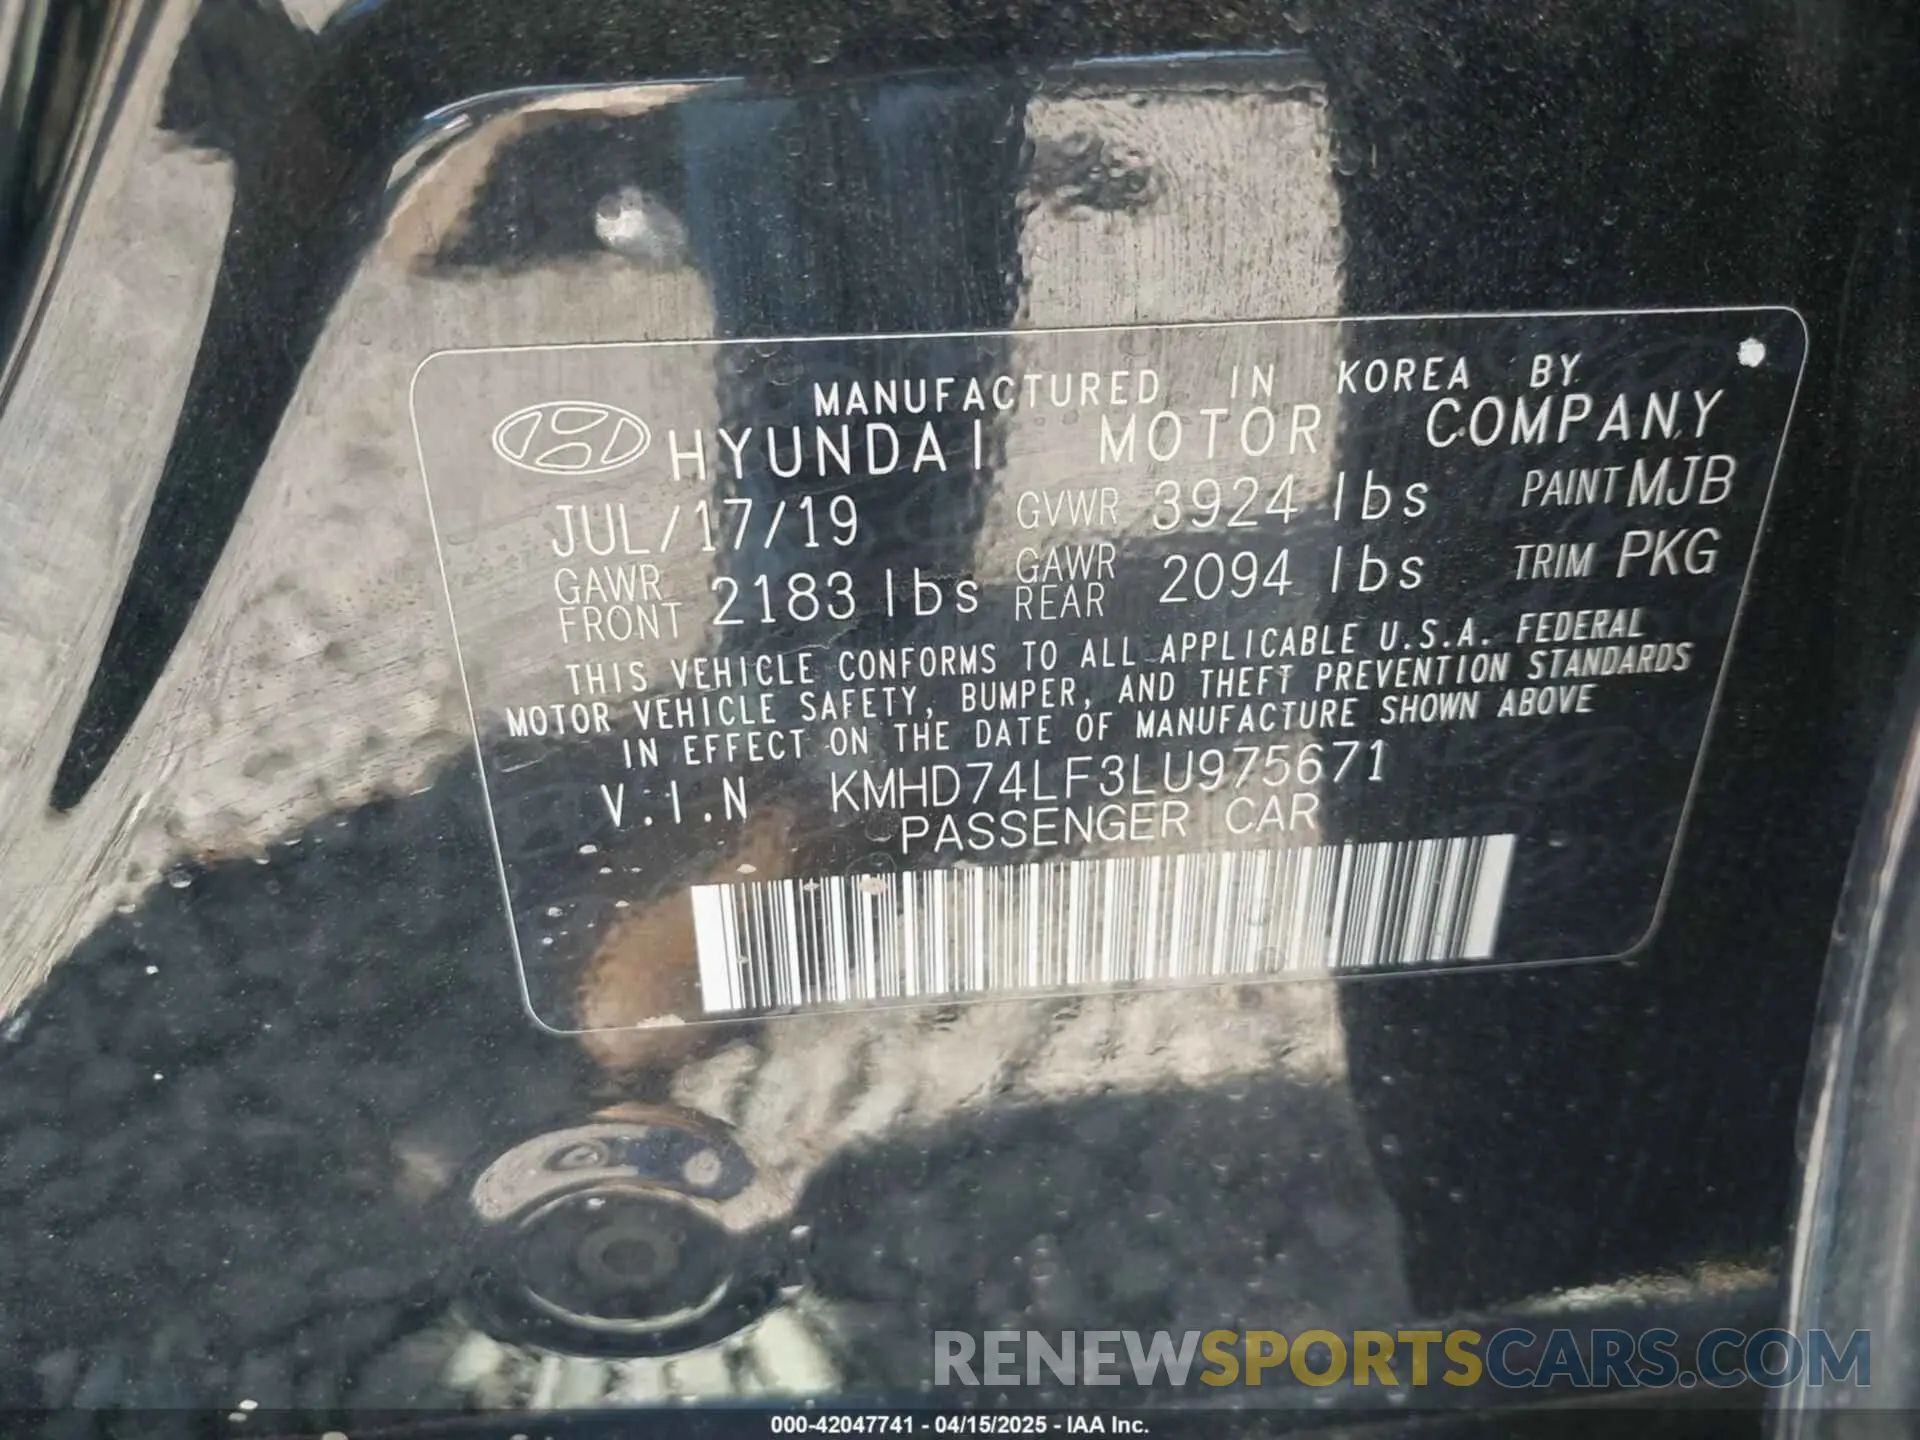 MANUFACTURED IN KOREA BY
HYUNDAI MOTOR COMPANY
JUL/17/19 GVWR 3924 lbs PAINT MJB
GAWR FRONT 2183 lbs GAWR REAR 2094 lbs TRIM PKG
THIS VEHICLE CONFORMS TO ALL APPLICABLE U.S.A. FEDERAL
MOTOR VEHICLE SAFETY, BUMPER, AND THEFT PREVENTION STANDARDS
IN EFFECT ON THE DATE OF MANUFACTURE SHOWN ABOVE
V.I.N KMHD74LF3LU975671
PASSENGER CAR
RENEWSPORTSCARS.COM
000-42047741 - 04/15/2025 - IAA Inc.